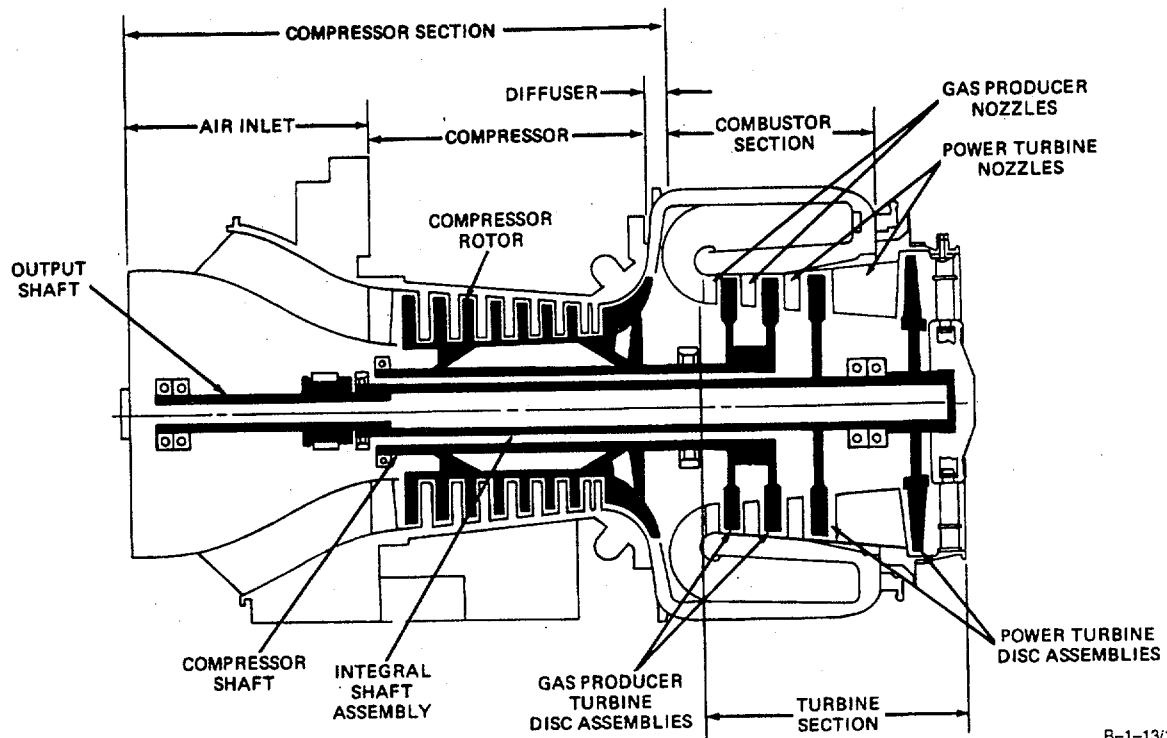 COMPRESSOR SECTION
DIFFUSER
GAS PRODUCER
NOZZLES
AIR INLET
COMPRESSOR
COMBUSTOR
SECTION
POWER TURBINE
NOZZLES
COMPRESSOR
ROTOR
OUTPUT
SHAFT
COMPRESSOR
SHAFT
INTEGRAL
SHAFT
ASSEMBLY
GAS PRODUCER
TURBINE
DISC ASSEMBLIES
POWER TURBINE
DISC ASSEMBLIES
TURBINE
SECTION